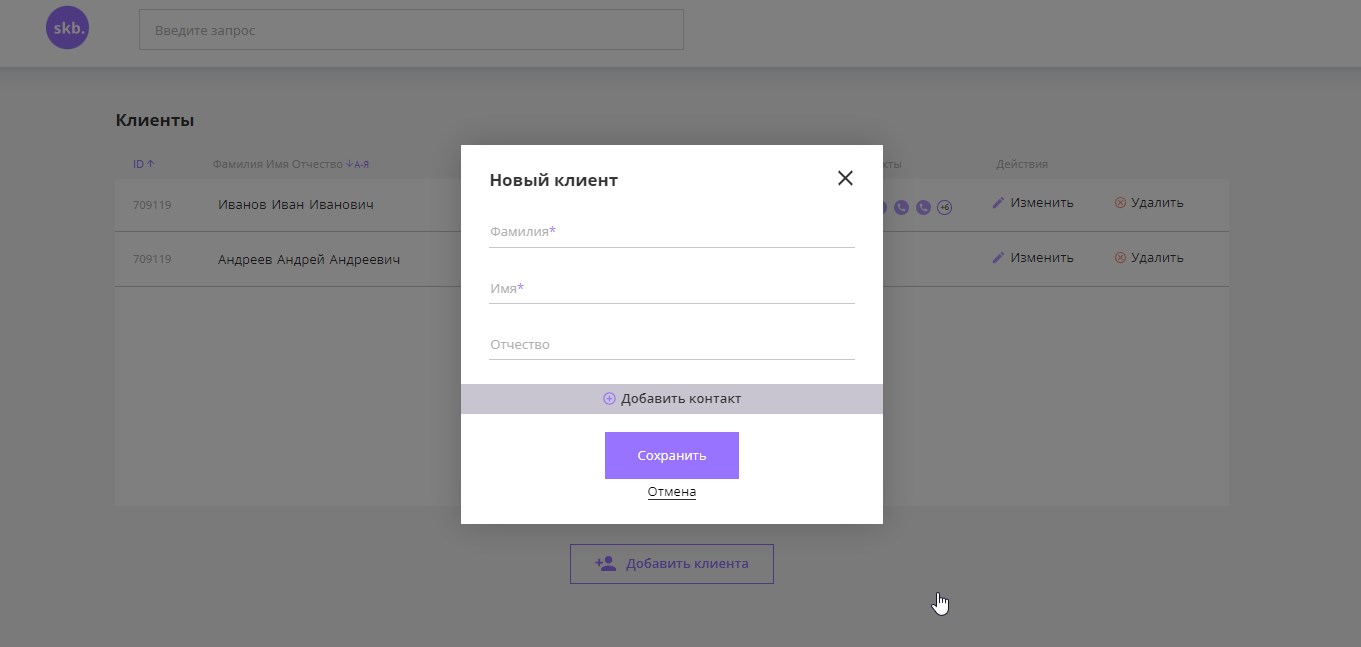 skb.
Введите запрос
Клиенты
ID Фамилия Имя Отчество А-Я кты Действия
709119 Иванов Иван Иванович +6 Изменить Удалить
709119 Андреев Андрей Андреевич Изменить Удалить
Новый клиент
Фамилия*
Имя*
Отчество
Добавить контакт
Сохранить
Отмена
Добавить клиента